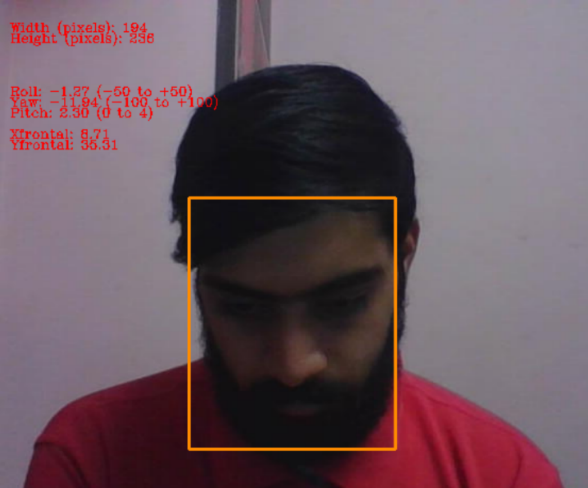 Width (pixels): 194
Height (pixels): 236
Roll: -1.27 (-50 to +50)
Yaw: -11.94 (-100 to +100)
Pitch: 2.30 (0 to 4)
Xfrontal: 8.71
Yfrontal: 35.31